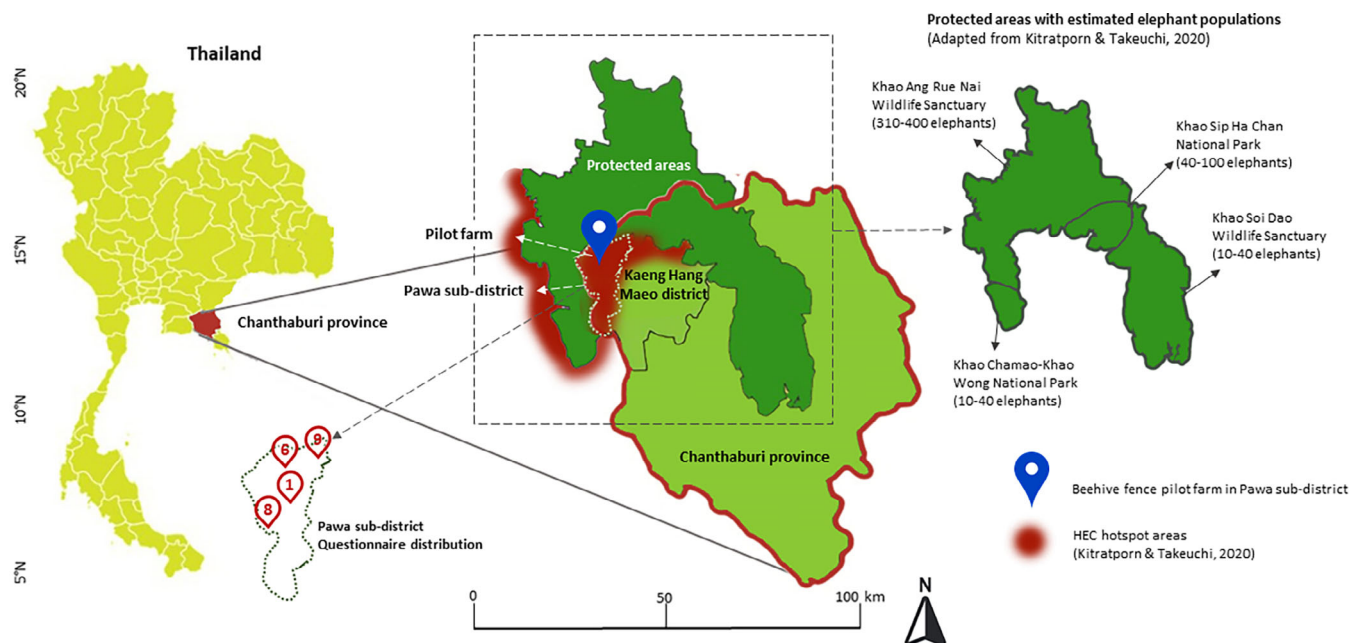 Thailand
20°N
15°N
10°N
5°N
Chanthaburi province
6
9
1
8
Pawa sub-district
Questionnaire distribution
Protected areas
Pilot farm
Pawa sub-district
Kaeng Hang
Maeo district
Chanthaburi province
0
50
100 km
N
Protected areas with estimated elephant populations
(Adapted from Kitratporn & Takeuchi, 2020)
Khao Ang Rue Nai
Wildlife Sanctuary
(310-400 elephants)
Khao Sip Ha Chan
National Park
(40-100 elephants)
Khao Soi Dao
Wildlife Sanctuary
(10-40 elephants)
Khao Chamao-Khao
Wong National Park
(10-40 elephants)
Beehive fence pilot farm in Pawa sub-district
HEC hotspot areas
(Kitratporn & Takeuchi, 2020)